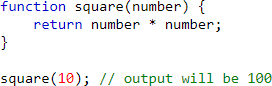 function square(number) {
    return number * number;
}
square(10); // output will be 100